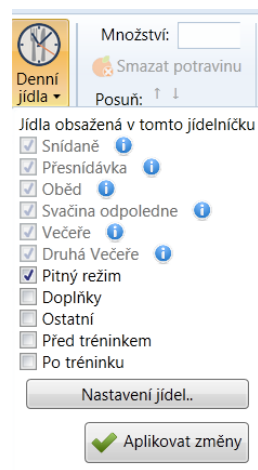 Množství:
Smazat potravinu
Denní
jídla
Posuň:
Jídla obsažená v tomto jídelníčku
Snídaně
Přesnídávka
Oběd
Svačina odpoledne
Večeře
Druhá Večeře
Pitný režim
Doplňky
Ostatní
Před tréninkem
Po tréninku
Nastavení jídel..
Aplikovat změny